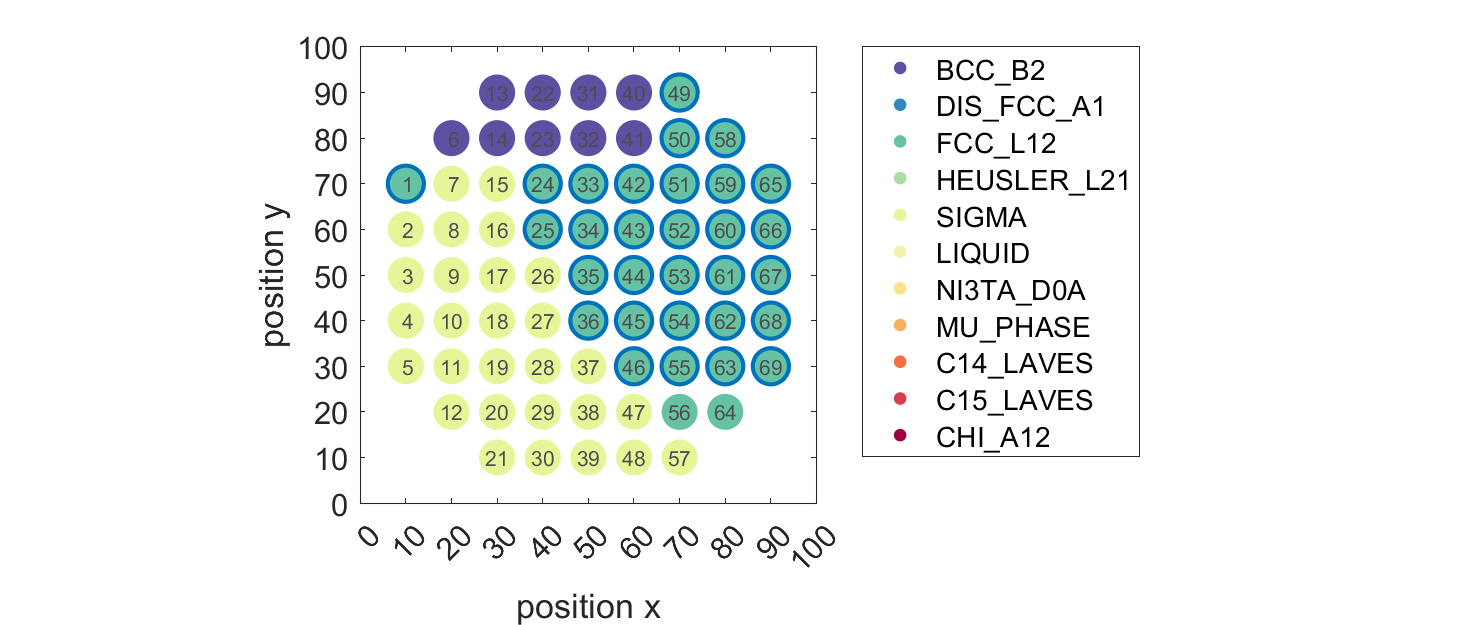 100
90
80
70
60
50
40
30
20
10
0
position y
13 22 31 40 49
6 14 23 32 41 50 58
1 7 15 24 33 42 51 59 65
2 8 16 25 34 43 52 60 66
3 9 17 26 35 44 53 61 67
4 10 18 27 36 45 54 62 68
5 11 19 28 37 46 55 63 69
12 20 29 38 47 56 64
21 30 39 48 57
0 10 20 30 40 50 60 70 80 90 100
position x
BCC_B2
DIS_FCC_A1
FCC_L12
HEUSLER_L21
SIGMA
LIQUID
NI3TA_D0A
MU_PHASE
C14_LAVES
C15_LAVES
CHI_A12